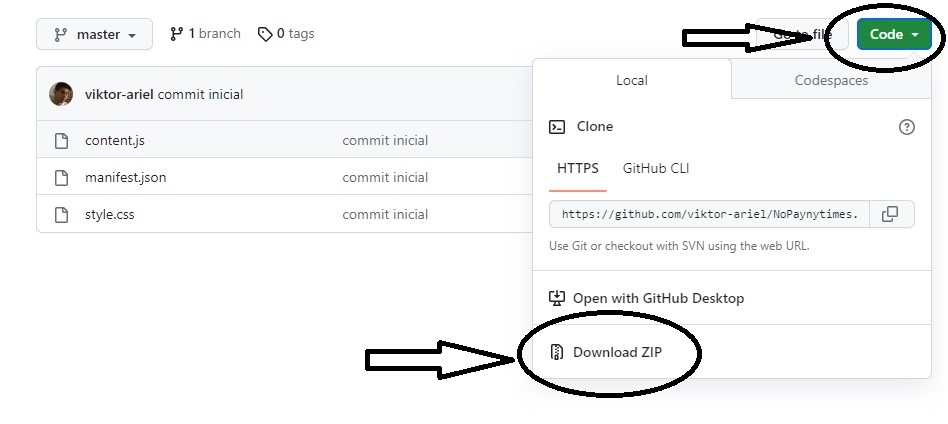 master
1 branch
0 tags
Go to file
Code
viktor-ariel commit inicial
content.js commit inicial
manifest.json commit inicial
style.css commit inicial
Local
Codespaces
Clone
HTTPS
GitHub CLI
https://github.com/viktor-ariel/NoPaynytimes.
Use Git or checkout with SVN using the web URL.
Open with GitHub Desktop
Download ZIP